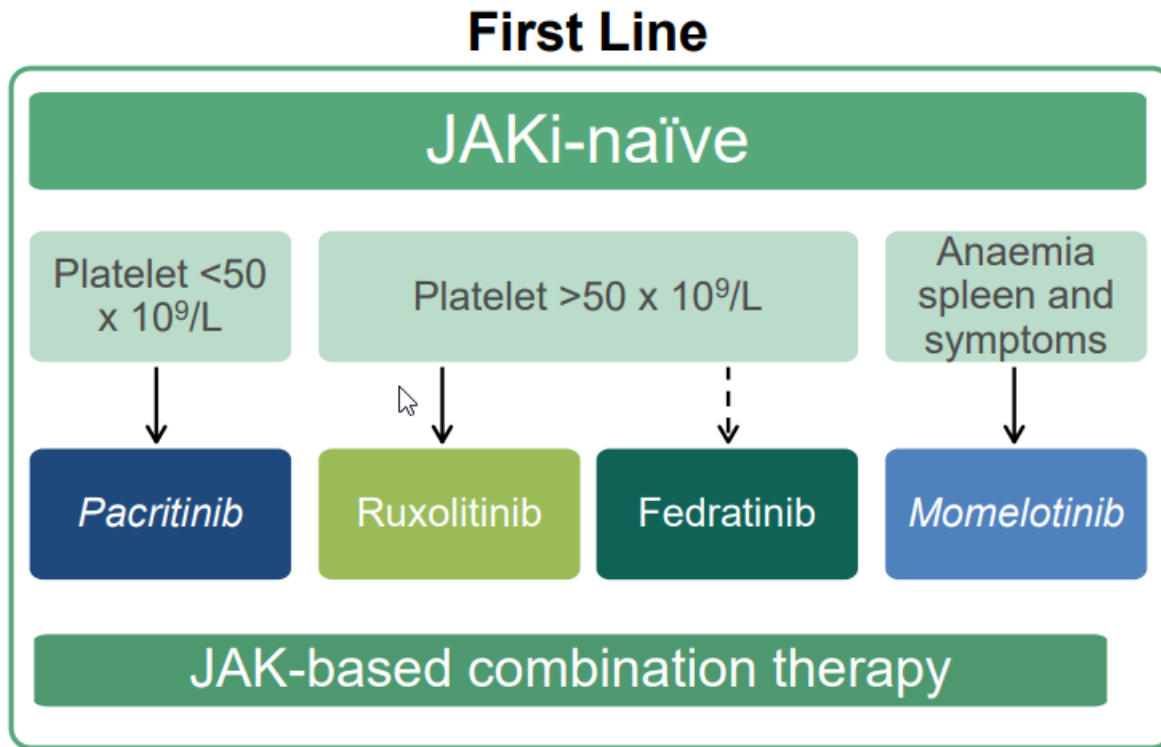 First Line
JAKi-naïve
Platelet <50
x 10⁹/L
Platelet >50 x 10⁹/L
Anaemia
spleen and
symptoms
Pacritinib
Ruxolitinib
Fedratinib
Momelotinib
JAK-based combination therapy